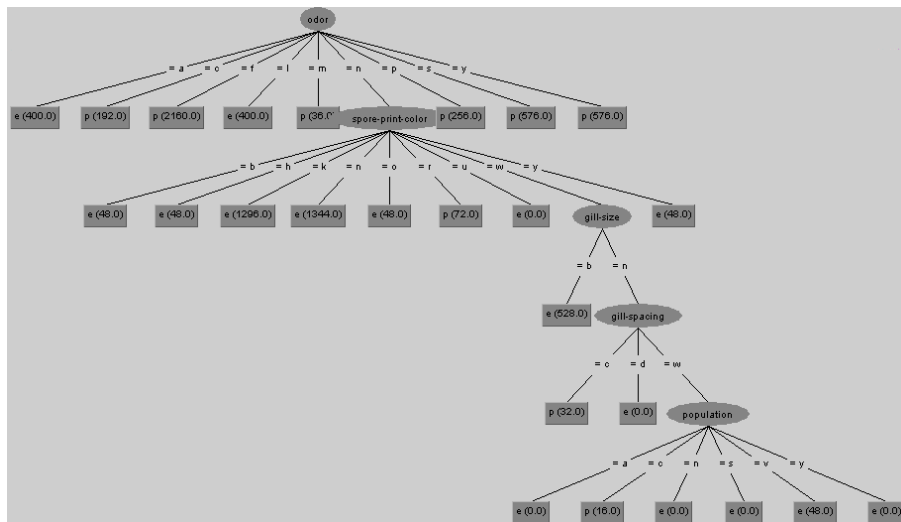 odor
= a = c = f = l = m = n = p = s = y
e (400.0) p (192.0) p (2160.0) e (400.0) p (36.0) spore-print-color p (256.0) p (576.0) p (576.0)
= b = h = k = n = o = r = u = w = y
e (48.0) e (48.0) e (1296.0) e (1344.0) e (48.0) p (72.0) e (0.0) gill-size e (48.0)
= b = n
e (528.0) gill-spacing
= c = d = w
p (32.0) e (0.0) population
= a = c = n = s = v = y
e (0.0) p (16.0) e (0.0) e (0.0) e (48.0) e (0.0)